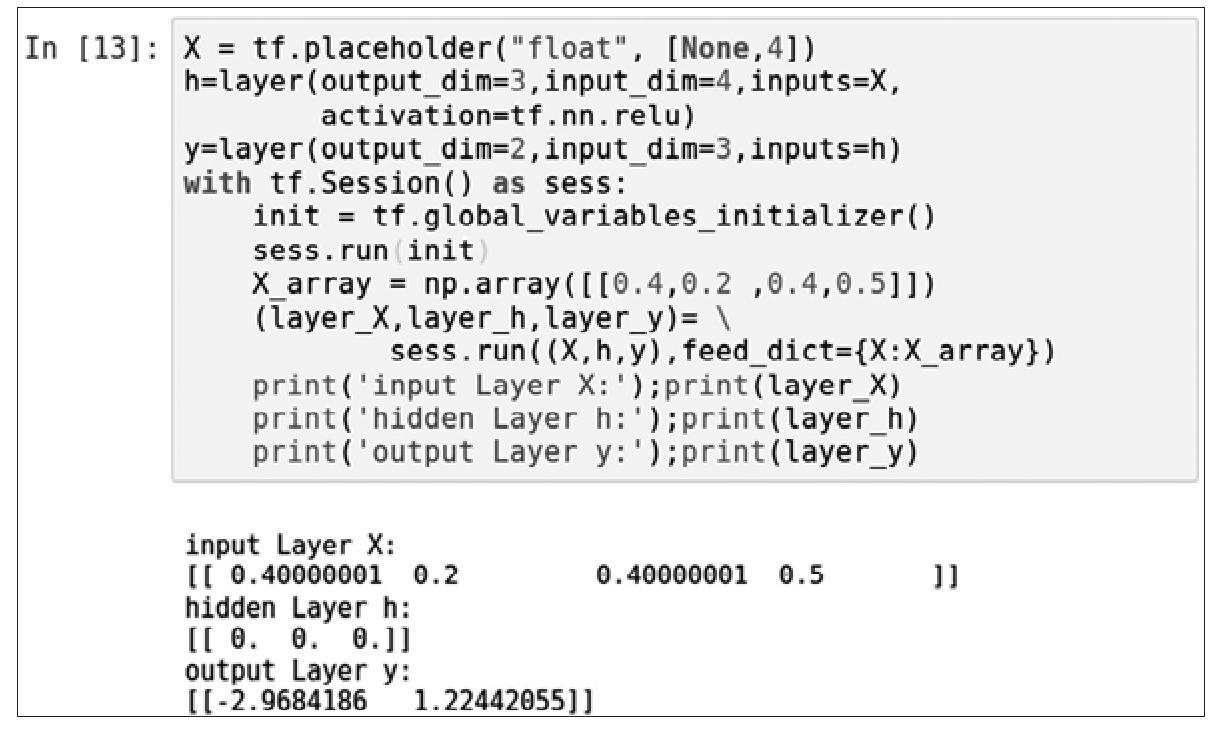 In [13]: X = tf.placeholder("float", [None,4])
h=layer(output_dim=3,input_dim=4,inputs=X,
        activation=tf.nn.relu)
y=layer(output_dim=2,input_dim=3,inputs=h)
with tf.Session() as sess:
    init = tf.global_variables_initializer()
    sess.run(init)
    X_array = np.array([[0.4,0.2 ,0.4,0.5]])
    (layer_X,layer_h,layer_y)= \
            sess.run((X,h,y),feed_dict={X:X_array})
    print('input Layer X:');print(layer_X)
    print('hidden Layer h:');print(layer_h)
    print('output Layer y:');print(layer_y)
input Layer X:
[[ 0.40000001  0.2         0.40000001  0.5       ]]
hidden Layer h:
[[ 0.  0.  0.]]
output Layer y:
[[-2.9684186   1.22442055]]